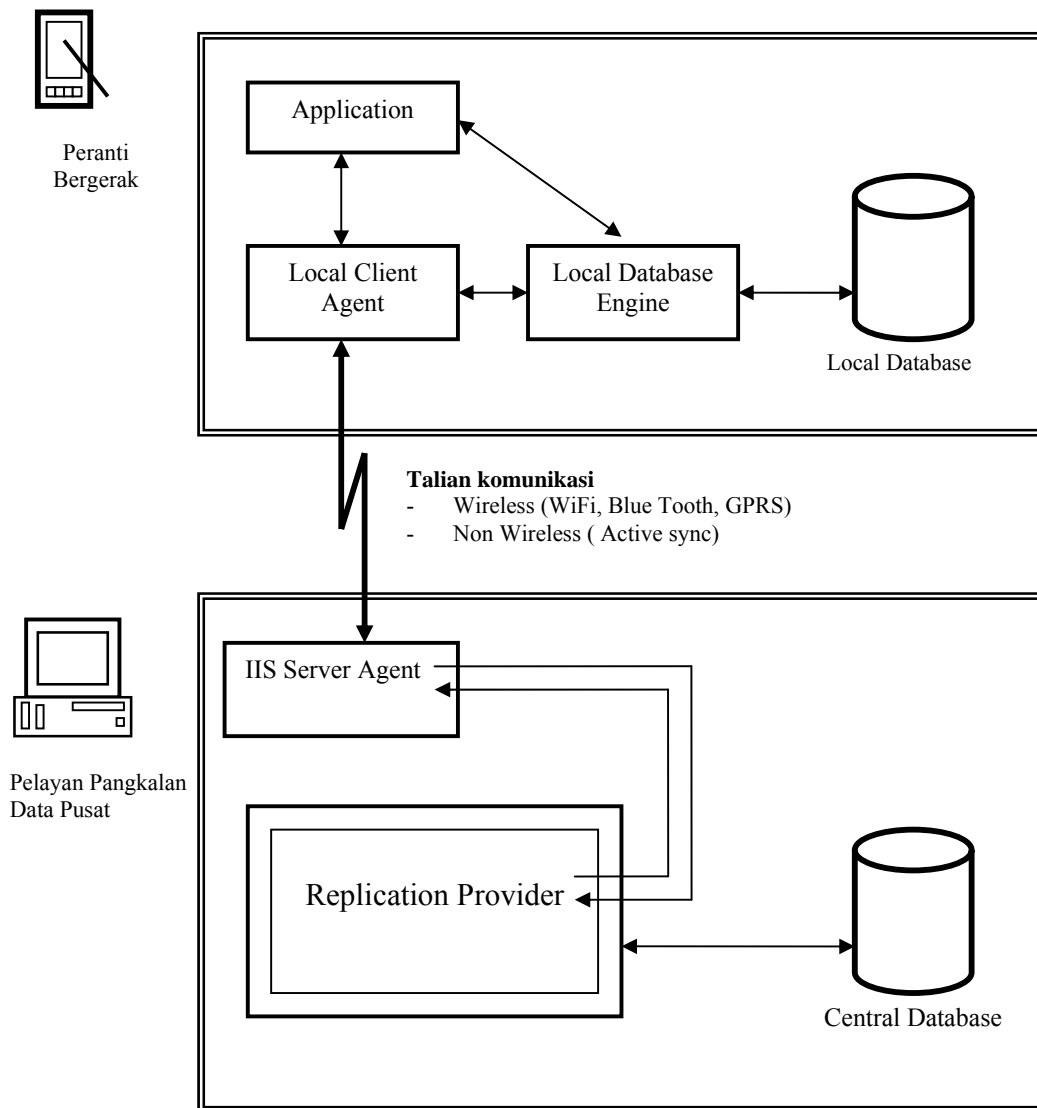 Peranti
Bergerak
Application
Local Client
Agent
Local Database
Engine
Local Database
Talian komunikasi
- Wireless (WiFi, Blue Tooth, GPRS)
- Non Wireless ( Active sync)
Pelayan Pangkalan
Data Pusat
IIS Server Agent
Replication Provider
Central Database